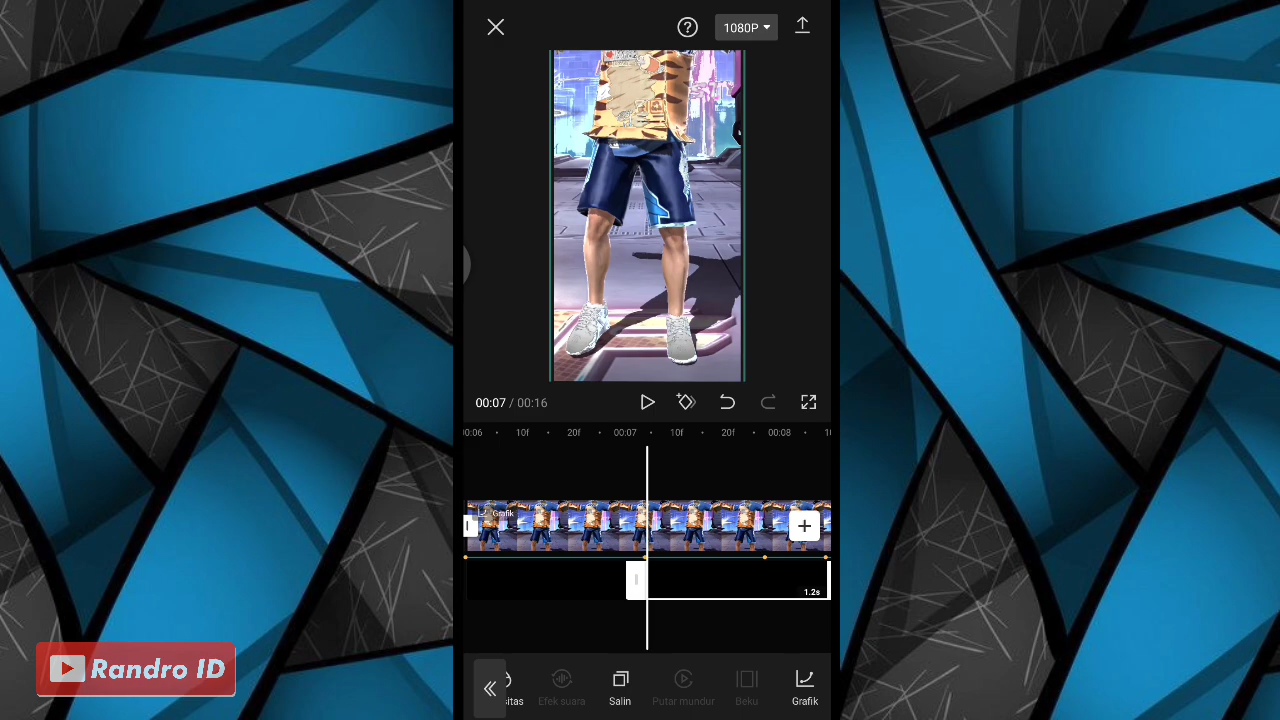 1080P
00:07 / 00:16
0:06 10f 20f 00:07 10f 20f 00:08
Grafik
1.2s
itas Efek suara Salin Putar mundur Beku Grafik
Randro ID